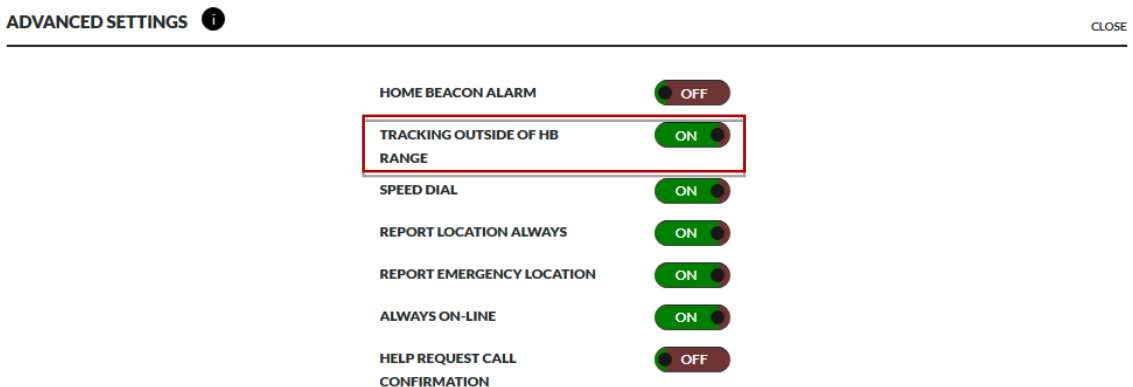 ADVANCED SETTINGS i
CLOSE
HOME BEACON ALARM OFF
TRACKING OUTSIDE OF HB ON
RANGE
SPEED DIAL ON
REPORT LOCATION ALWAYS ON
REPORT EMERGENCY LOCATION ON
ALWAYS ON-LINE ON
HELP REQUEST CALL OFF
CONFIRMATION